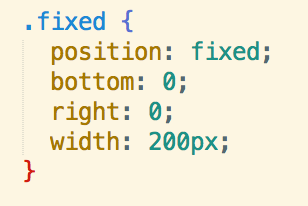 .fixed {
  position: fixed;
  bottom: 0;
  right: 0;
  width: 200px;
}